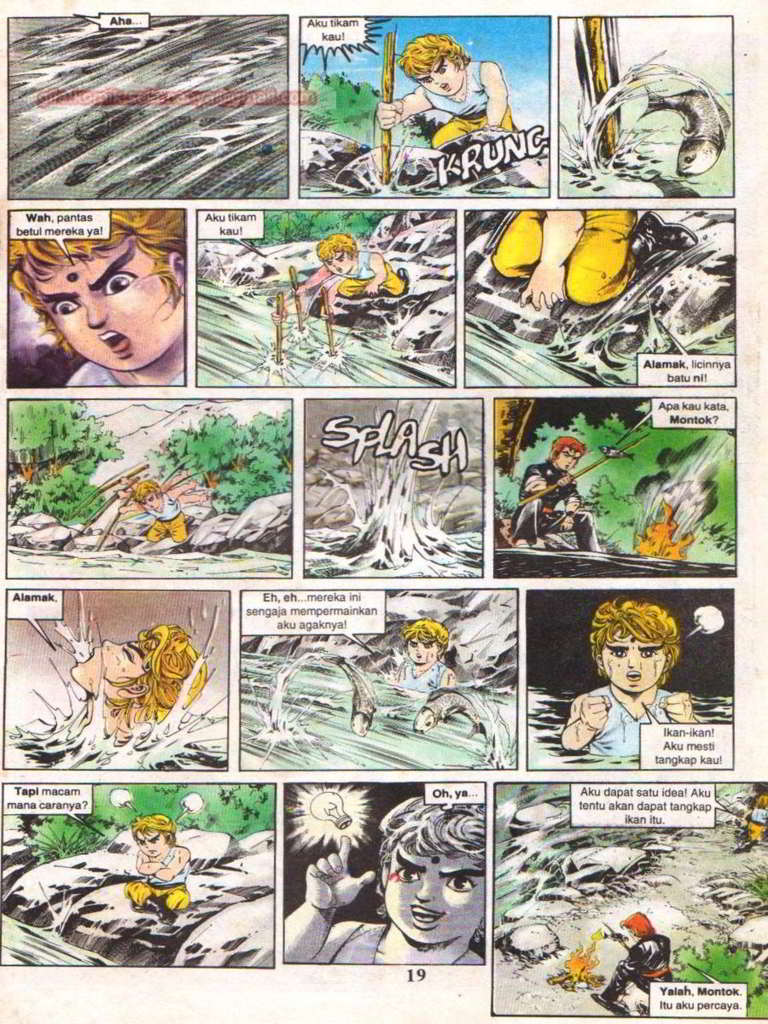 Aha...
Aku tikam
kau!
KRUNG
Wah, pantas
betul mereka ya!
Aku tikam
kau!
Alamak, licinnya
batu ni!
SPLASH
Apa kau kata,
Montok?
Alamak.
Eh, eh...mereka ini
sengaja mempermainkan
aku agaknya!
Ikan-ikan!
Aku mesti
tangkap kau!
Tapi macam
mana caranya?
Oh, ya...
Aku dapat satu idea! Aku
tentu akan dapat tangkap
ikan itu.
Yalah, Montok.
Itu aku percaya.
19